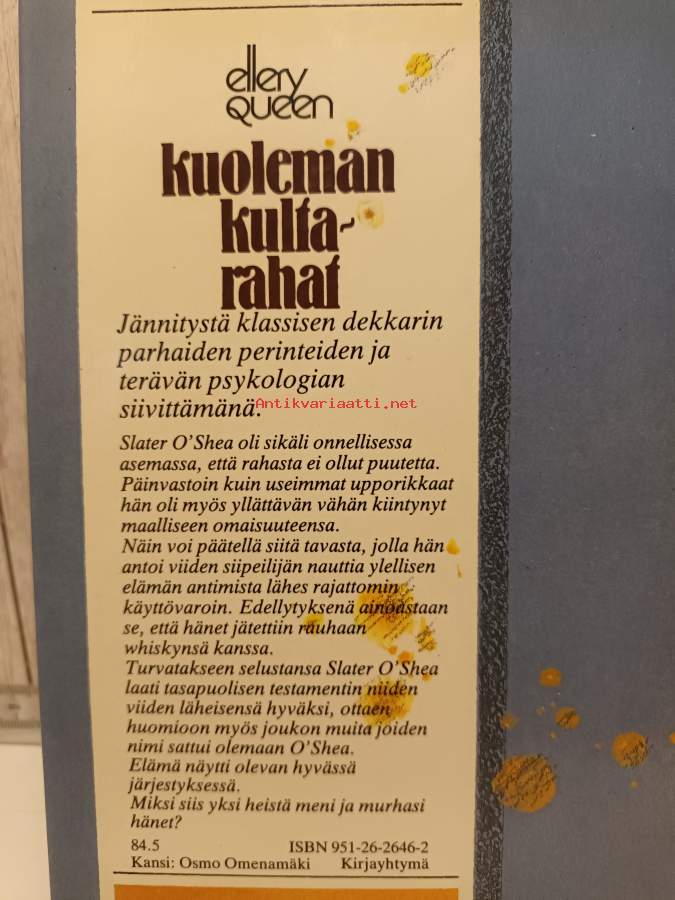 ellery
queen
kuoleman
kulta-
rahat
Jännitystä klassisen dekkarin
parhaiden perinteiden ja
terävän psykologian
siivittämänä.
Antikvariaatti.net
Slater O'Shea oli sikäli onnellisessa
asemassa, että rahasta ei ollut puutetta.
Päinvastoin kuin useimmat upporikkaat
hän oli myös yllättävän vähän kiintynyt
maalliseen omaisuuteensa.
Näin voi päätellä siitä tavasta, jolla hän
antoi viiden siipeilijän nauttia ylellisen
elämän antimista lähes rajattomin
käyttövaroin. Edellytyksenä ainoastaan
se, että hänet jätettiin rauhaan
whiskynsä kanssa.
Turvatakseen selustansa Slater O'Shea
laati tasapuolisen testamentin niiden
viiden läheisensä hyväksi, ottaen
huomioon myös joukon muita joiden
nimi sattui olemaan O'Shea.
Elämä näytti olevan hyvässä
järjestyksessä.
Miksi siis yksi heistä meni ja murhasi
hänet?
84.5 ISBN 951-26-2646-2
Kansi: Osmo Omenamäki Kirjayhtymä